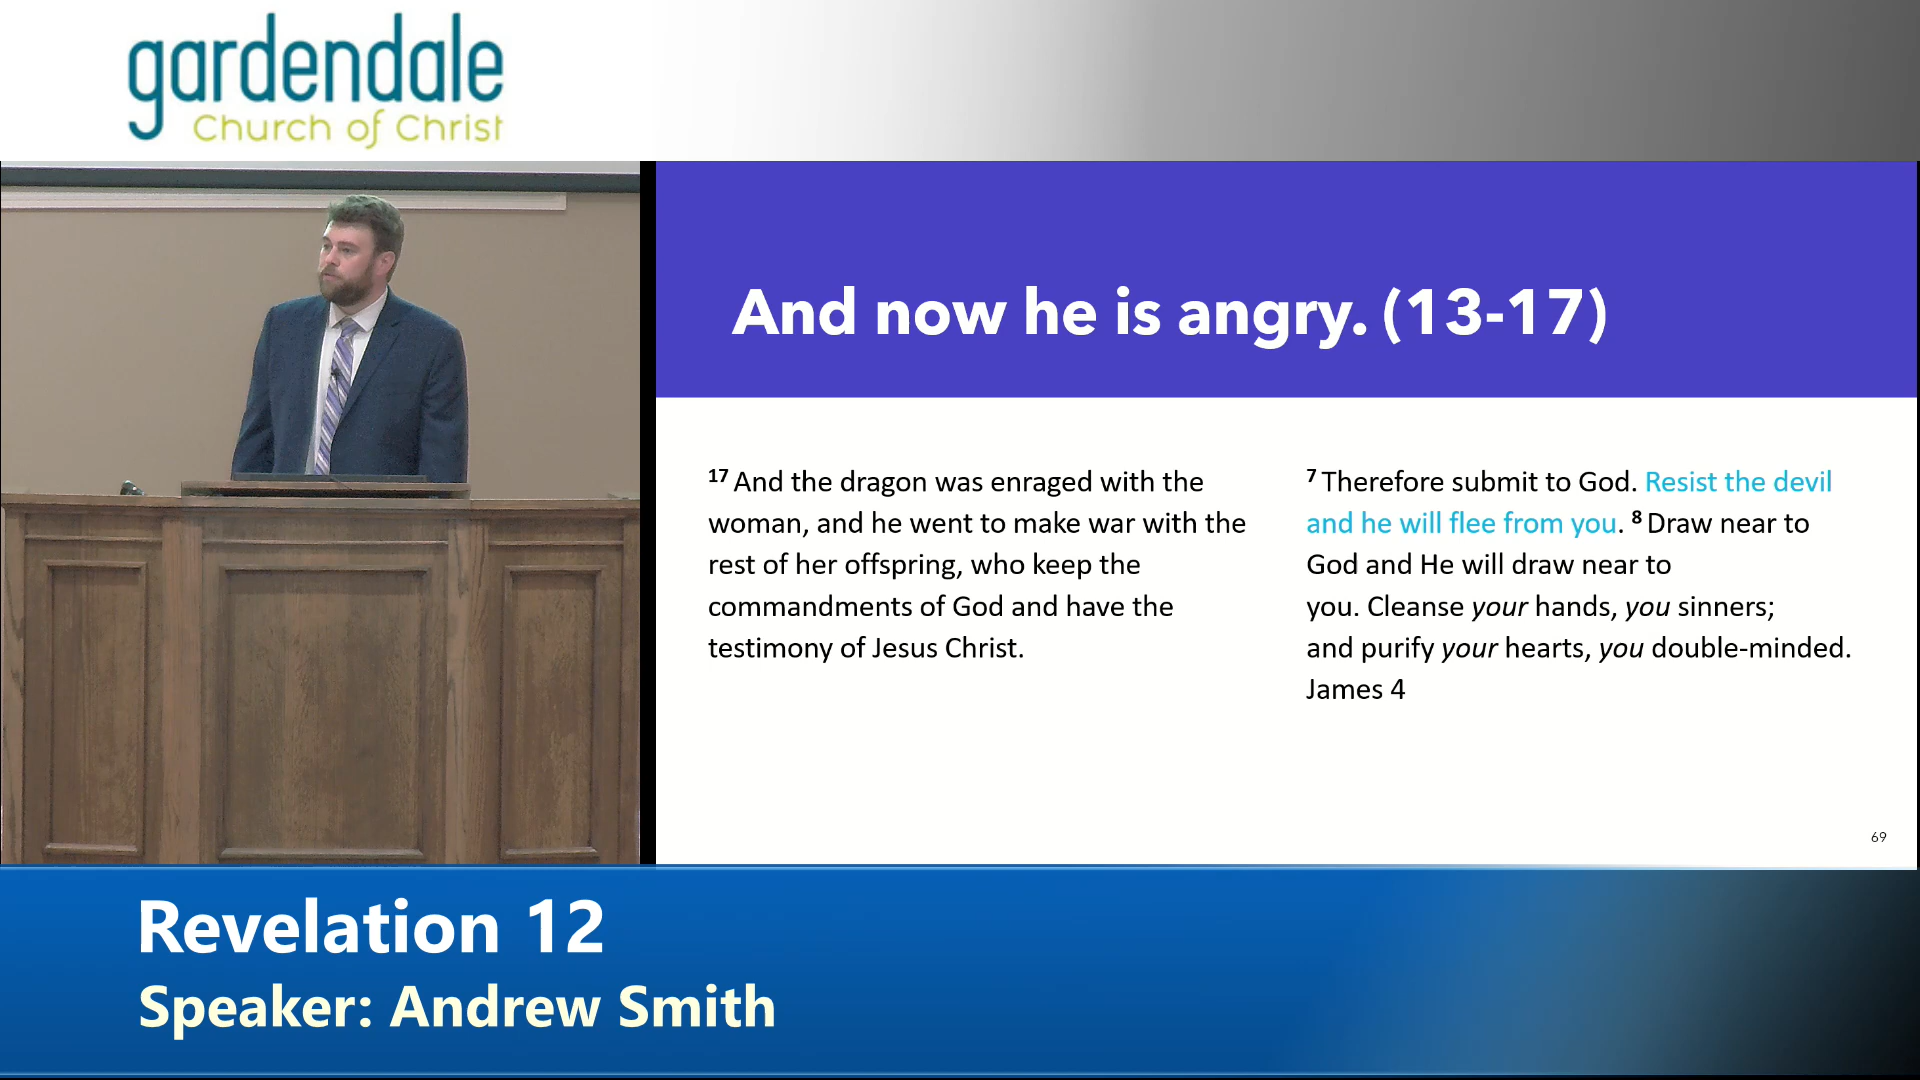 gardendale
Church of Christ
And now he is angry. (13-17)
17 And the dragon was enraged with the
woman, and he went to make war with the
rest of her offspring, who keep the
commandments of God and have the
testimony of Jesus Christ.
7 Therefore submit to God. Resist the devil
and he will flee from you. 8 Draw near to
God and He will draw near to
you. Cleanse your hands, you sinners;
and purify your hearts, you double-minded.
James 4
69
Revelation 12
Speaker: Andrew Smith